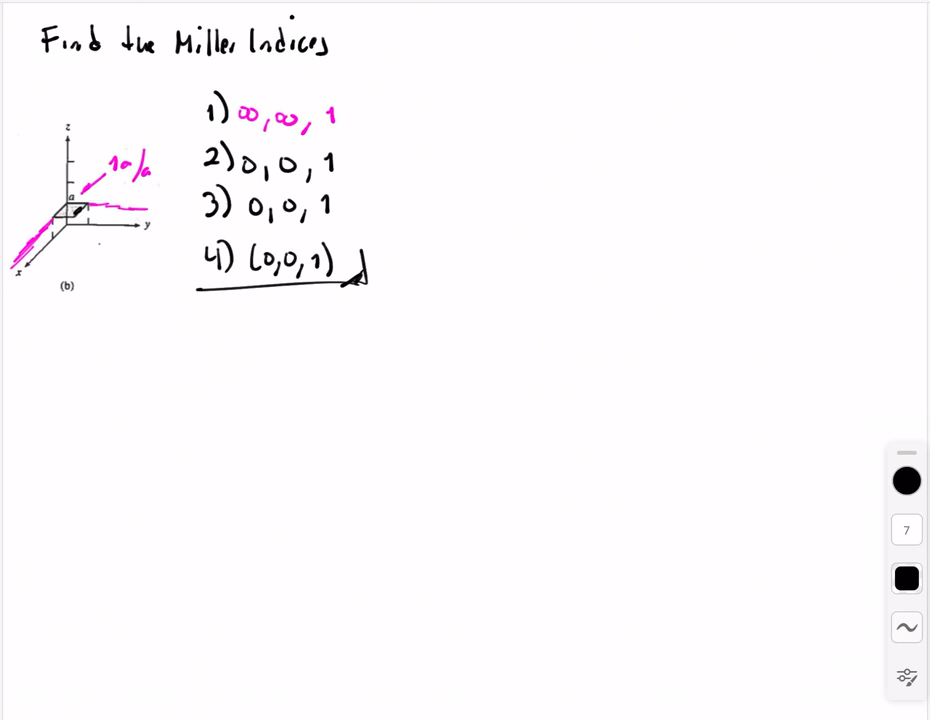 Find the Miller Indices
1) ∞, ∞, 1
z
1a/a
2) 0, 0, 1
a
3) 0, 0, 1
y
4) (0,0,1)
x
(b)
7